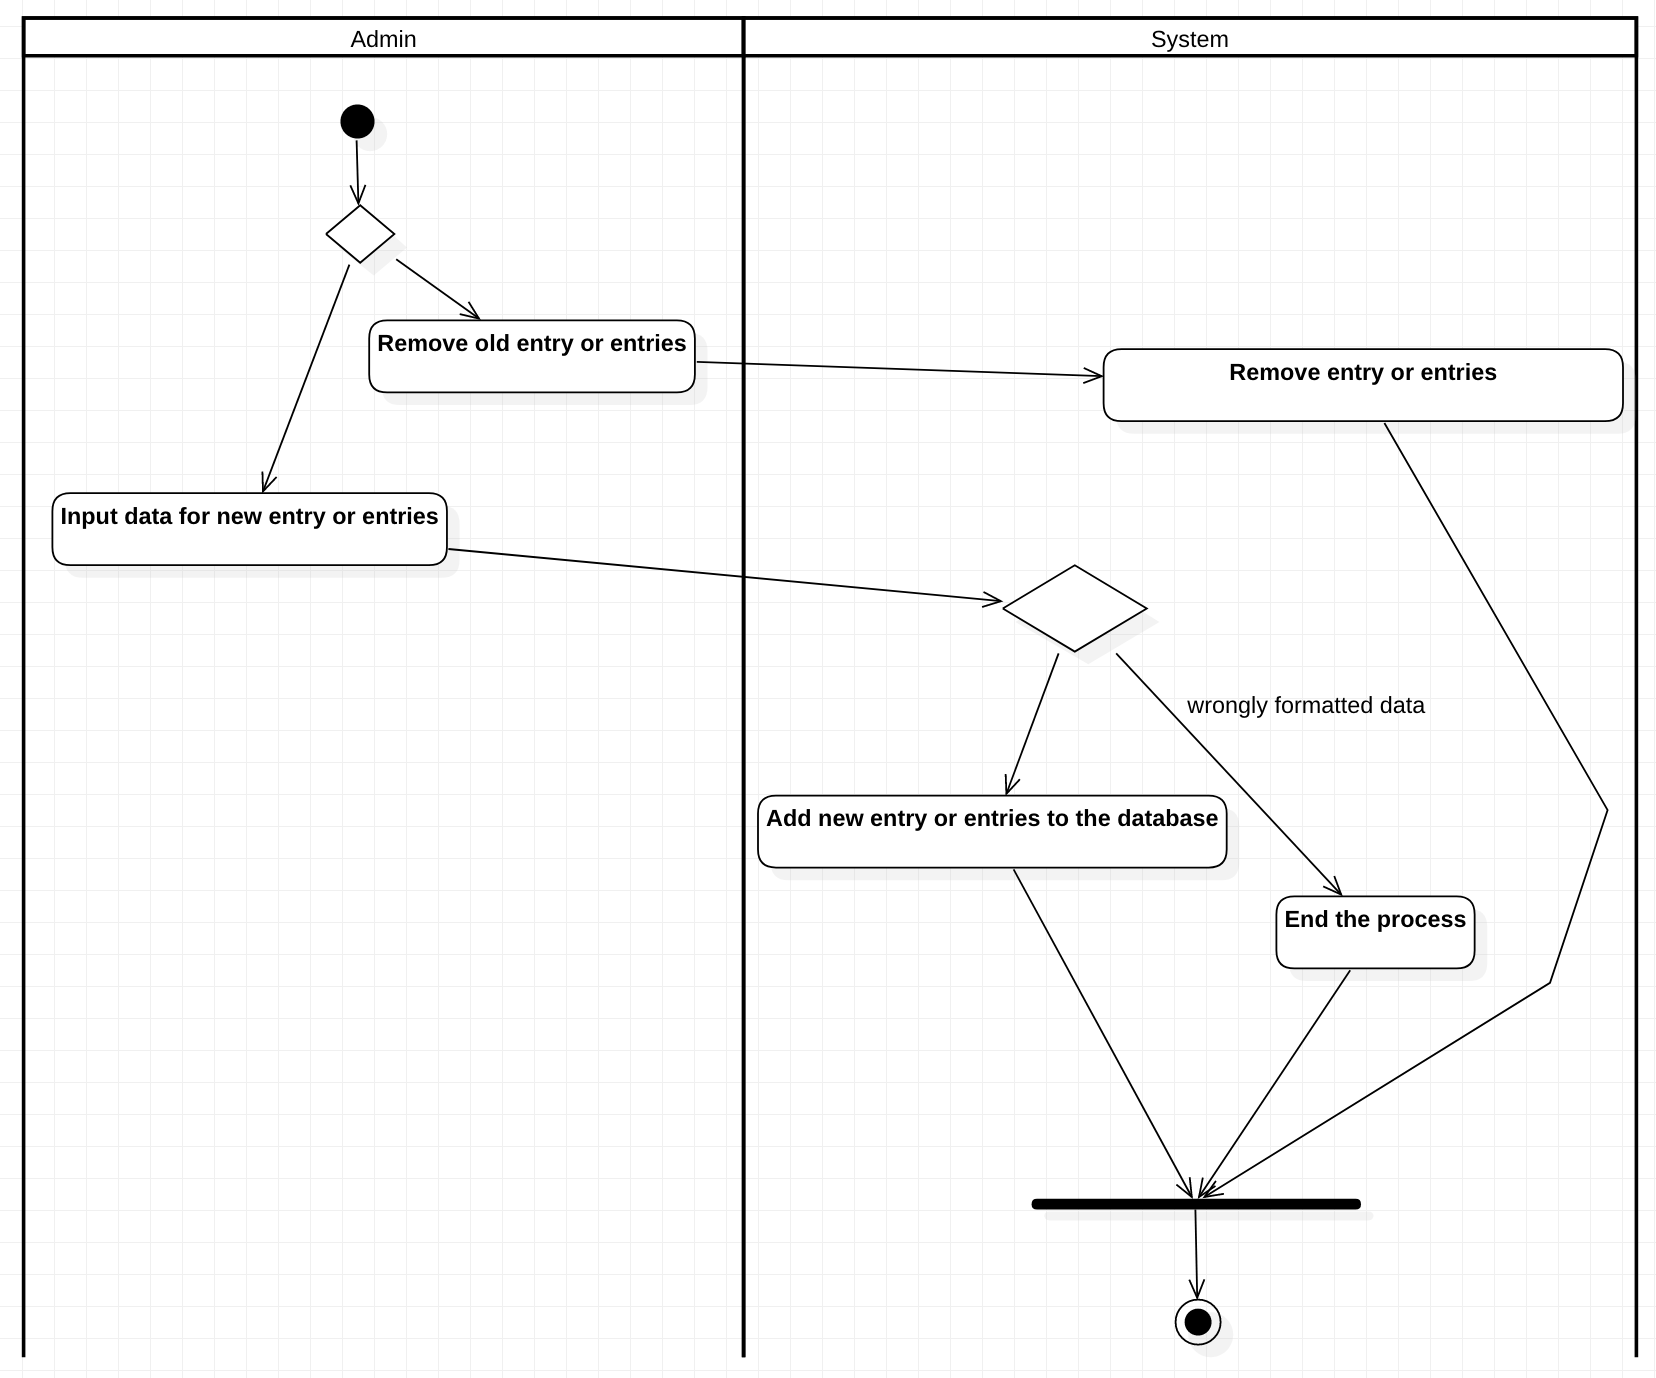 Admin
System
Remove old entry or entries
Remove entry or entries
Input data for new entry or entries
wrongly formatted data
Add new entry or entries to the database
End the process